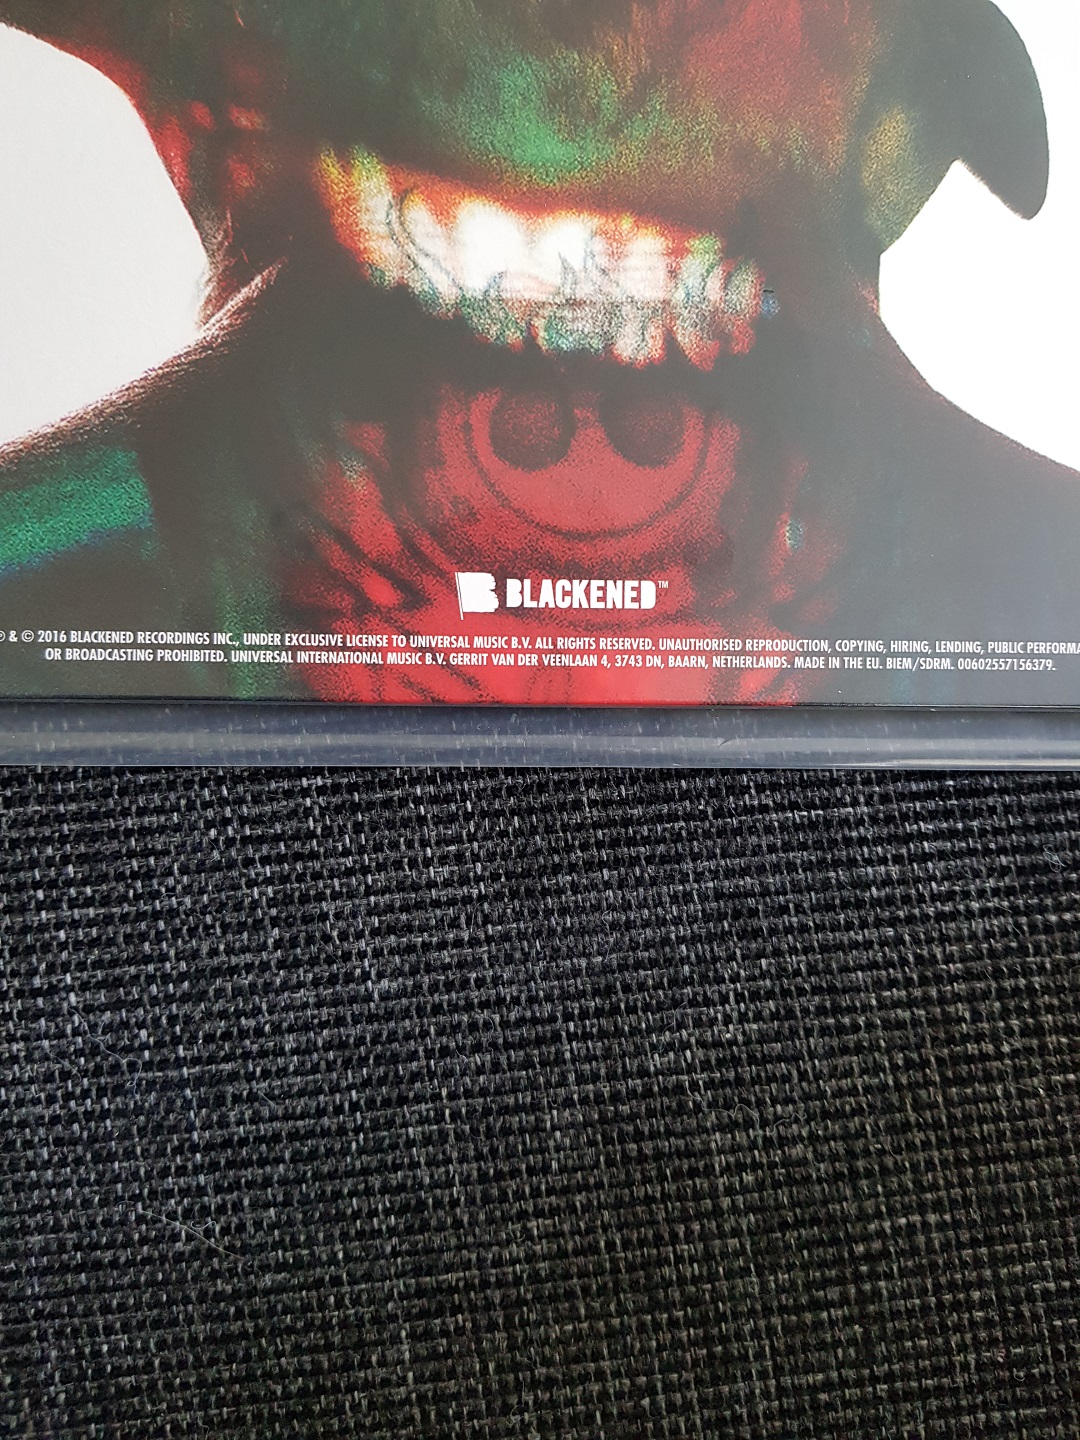 BLACKENED™
℗ & © 2016 BLACKENED RECORDINGS INC., UNDER EXCLUSIVE LICENSE TO UNIVERSAL MUSIC B.V. ALL RIGHTS RESERVED. UNAUTHORISED REPRODUCTION, COPYING, HIRING, LENDING, PUBLIC PERFORMA
OR BROADCASTING PROHIBITED. UNIVERSAL INTERNATIONAL MUSIC B.V. GERRIT VAN DER VEENLAAN 4, 3743 DN, BAARN, NETHERLANDS. MADE IN THE EU. BIEM/SDRM. 00602557156379.